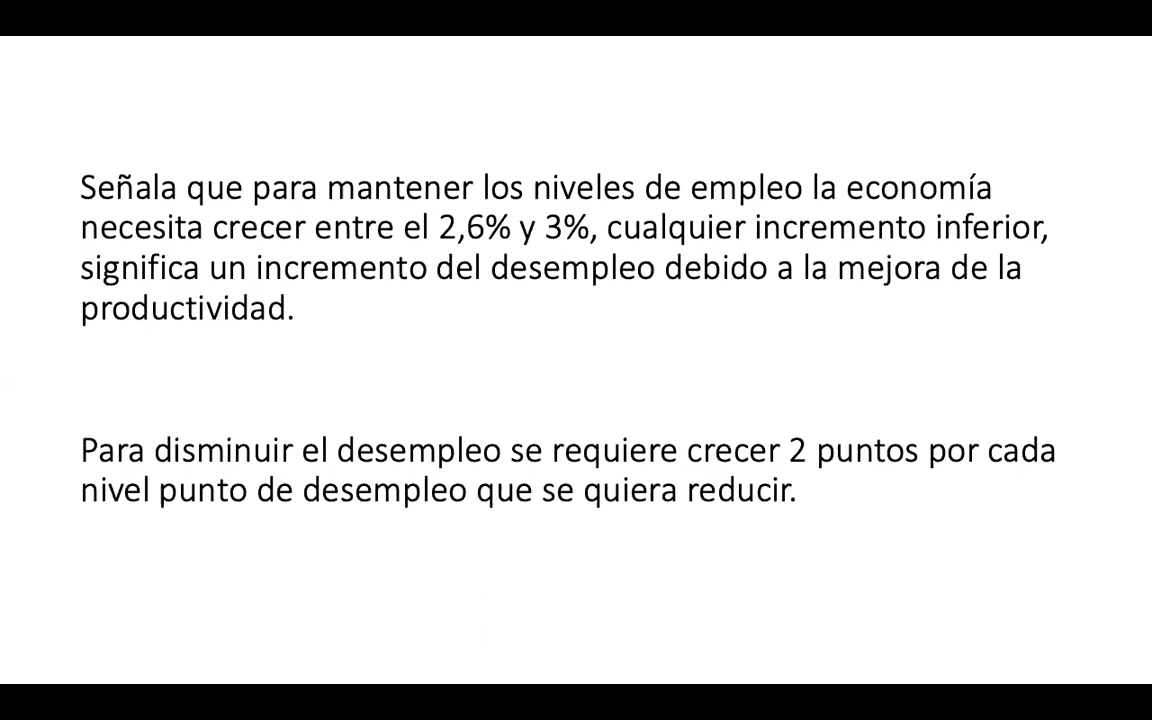 Señala que para mantener los niveles de empleo la economía
necesita crecer entre el 2,6% y 3%, cualquier incremento inferior,
significa un incremento del desempleo debido a la mejora de la
productividad.
Para disminuir el desempleo se requiere crecer 2 puntos por cada
nivel punto de desempleo que se quiera reducir.